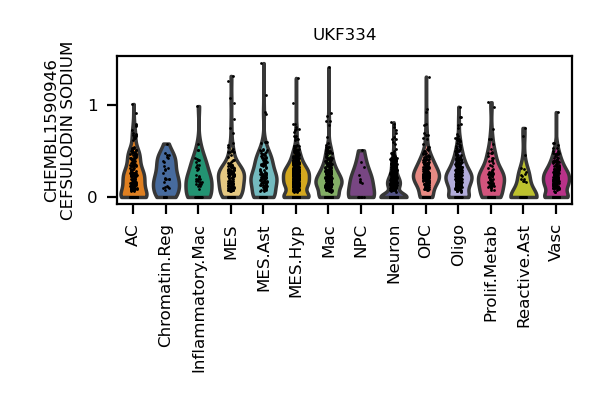 UKF334
CHEMBL1590946
CEFSULODIN SODIUM
1
0
AC
Chromatin.Reg
Inflammatory.Mac
MES
MES.Ast
MES.Hyp
Mac
NPC
Neuron
OPC
Oligo
Prolif.Metab
Reactive.Ast
Vasc